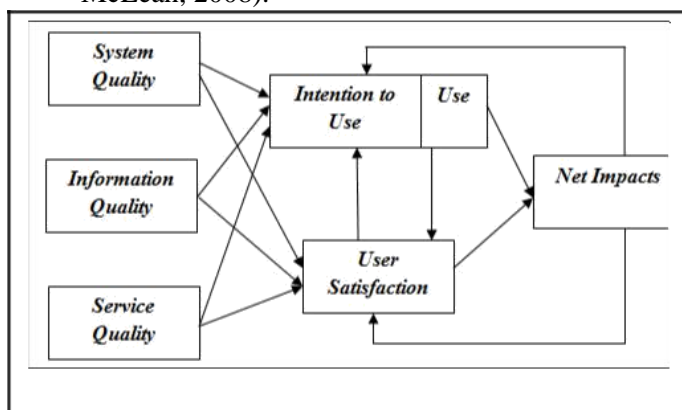 McLean, 2008).
System
Quality
Intention to
Use
Use
Information
Quality
Net Impacts
User
Satisfaction
Service
Quality